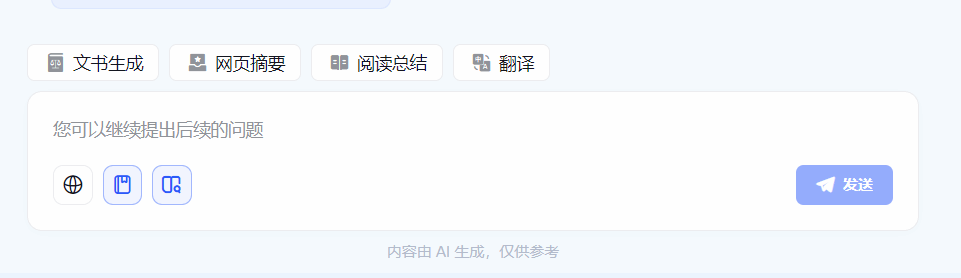 文书生成 网页摘要 阅读总结 翻译
您可以继续提出后续的问题
发送
内容由 AI 生成，仅供参考